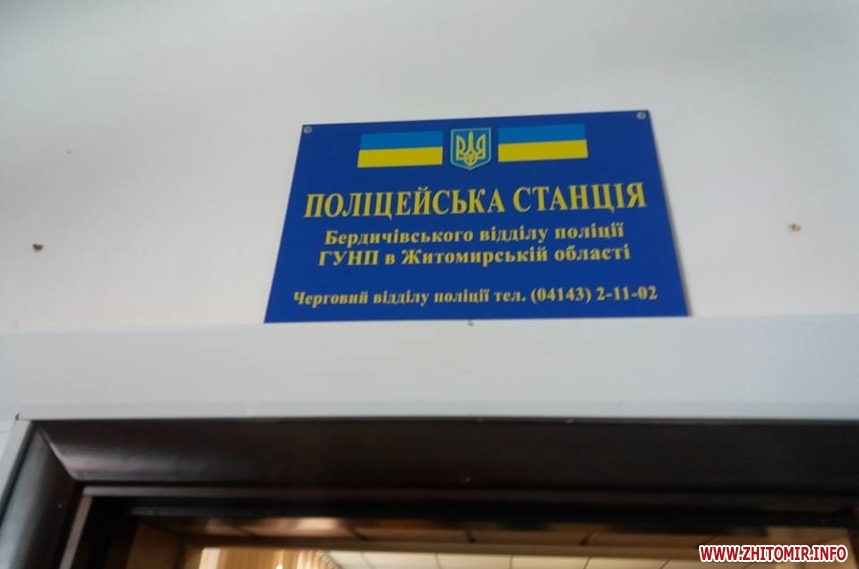 ПОЛІЦЕЙСЬКА СТАНЦІЯ
Бердичівського відділу поліції
ГУНП в Житомирській області
Черговий відділу поліції тел. (04143) 2-11-02
WWW.ZHITOMIR.INFO